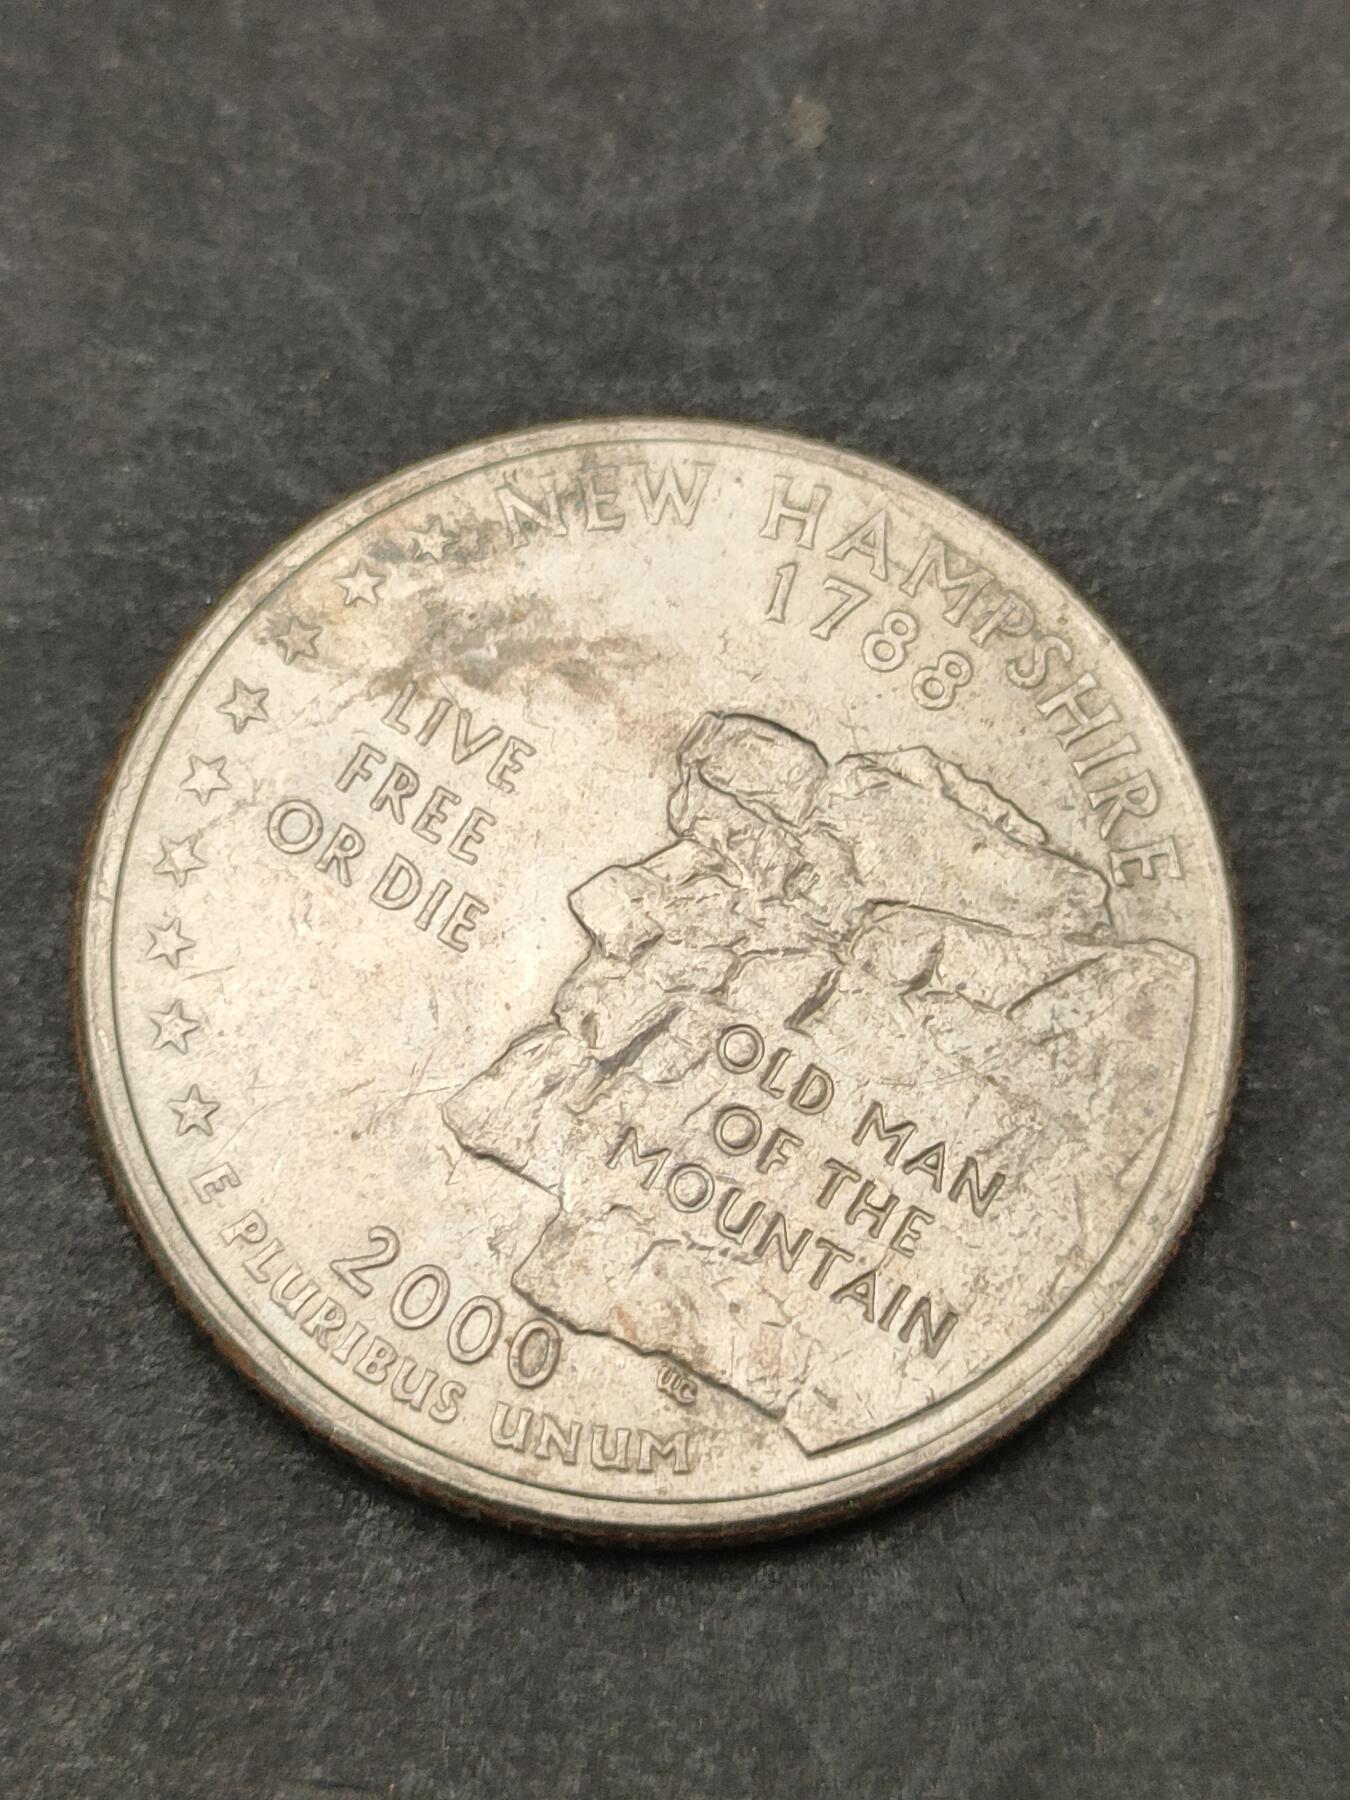 NEW HAMPSHIRE
1788
LIVE
FREE
OR DIE
OLD MAN
OF THE
MOUNTAIN
2000
E PLURIBUS UNUM